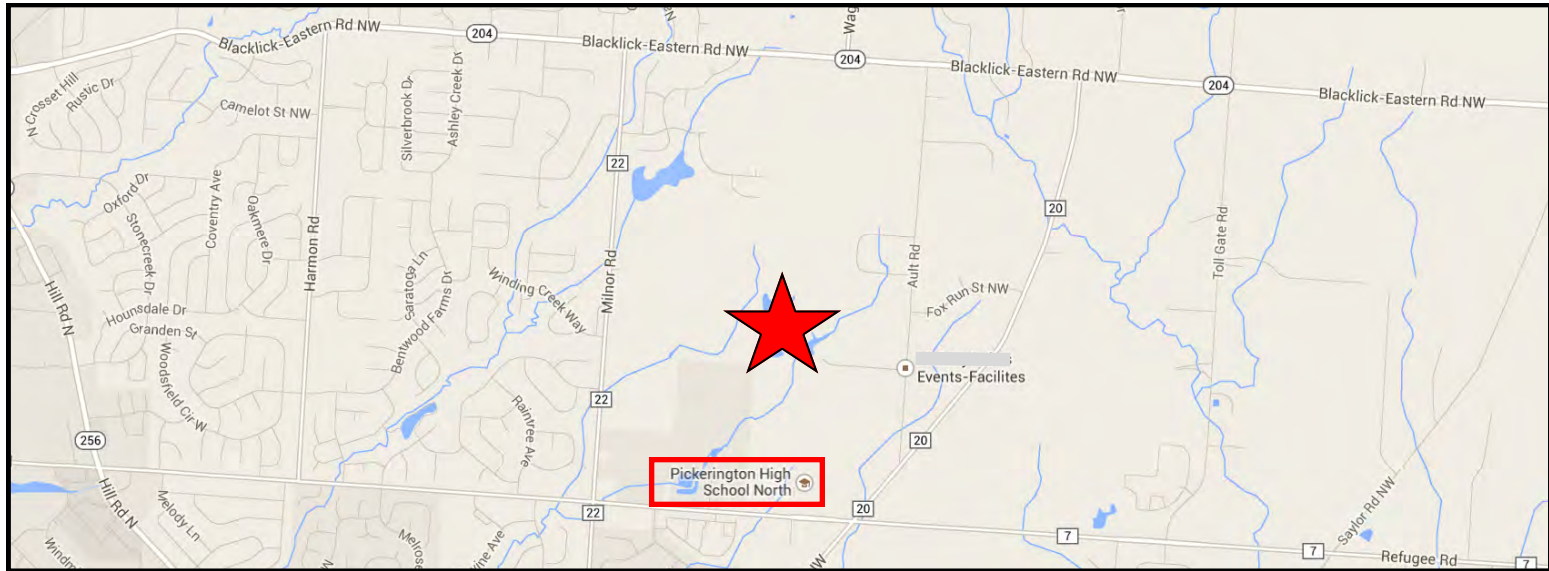 Blacklick-Eastern Rd NW
204
Blacklick-Eastern Rd NW
204
Blacklick-Eastern Rd NW
204
Blacklick-Eastern Rd NW
N Crosset Hill
Rustic Dr
Camelot St NW
Silverbrook Dr
Ashley Creek Dr
22
Oxford Dr
Stonecreek Dr
Coventry Ave
Oakmere Dr
Harmon Rd
20
Toll Gate Rd
Hill Rd N
Saratoga Ln
Bentwood Farms Dr
Winding Creek Way
Milnor Rd
Ault Rd
Fox Run St NW
Hounsdale Dr
Granden St
Woodsfield Cir W
s
Events-Facilites
22
Raintree Ave
256
20
Pickerington High
School North
Hill Rd N
Melody Ln
22
20
7
Saylor Rd NW
7
Refugee Rd
7
Windm
Melrose
ine Ave
W
NW